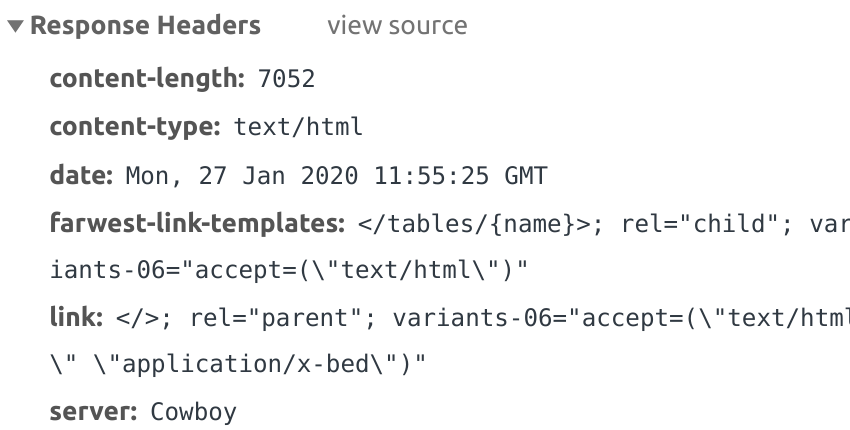 ▼ Response Headers view source
content-length: 7052
content-type: text/html
date: Mon, 27 Jan 2020 11:55:25 GMT
farwest-link-templates: </tables/{name}>; rel="child"; var
iants-06="accept=(\"text/html\")"
link: </>; rel="parent"; variants-06="accept=(\"text/html
\" \"application/x-bed\")"
server: Cowboy